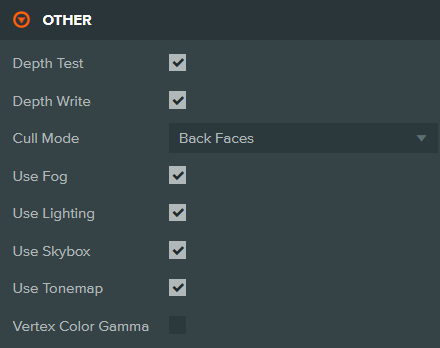 OTHER
Depth Test
Depth Write
Cull Mode Back Faces
Use Fog
Use Lighting
Use Skybox
Use Tonemap
Vertex Color Gamma